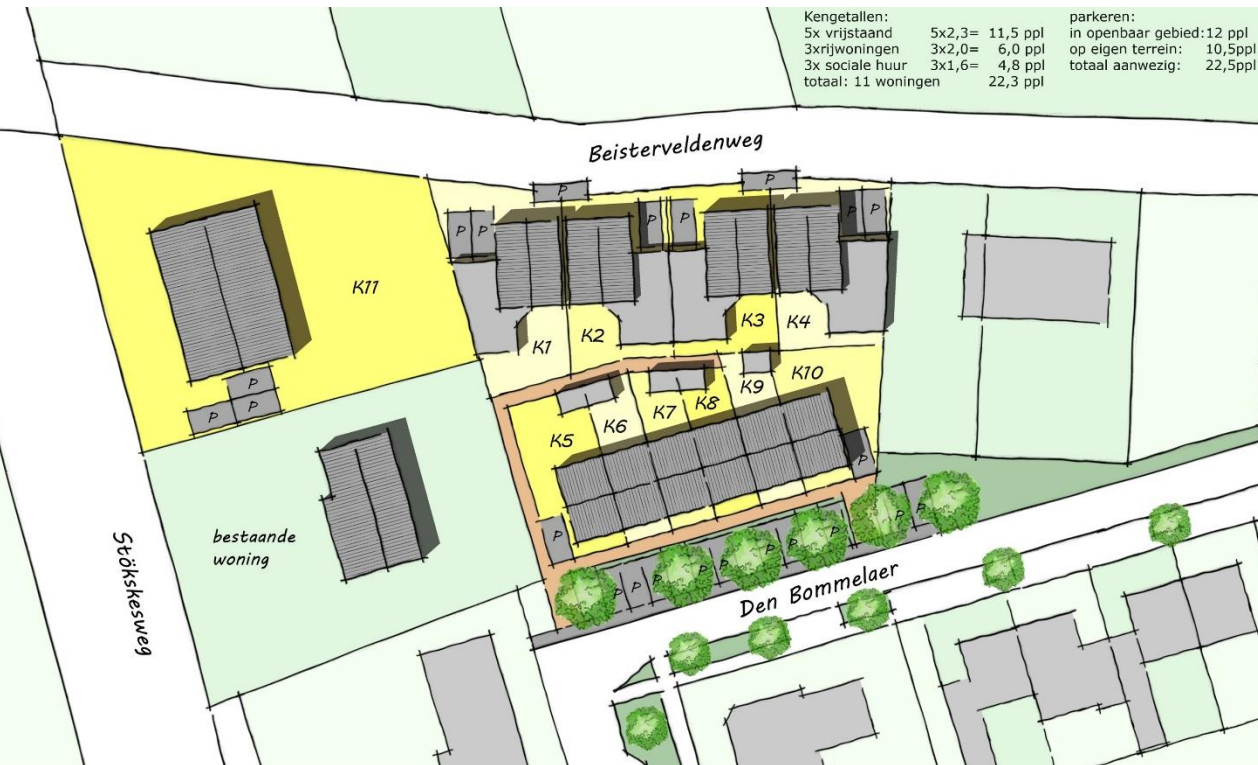 Kengetallen:
5x vrijstaand 5x2,3= 11,5 ppl
3xrijwoningen 3x2,0= 6,0 ppl
3x sociale huur 3x1,6= 4,8 ppl
totaal: 11 woningen 22,3 ppl
parkeren:
in openbaar gebied:12 ppl
op eigen terrein: 10,5ppl
totaal aanwezig: 22,5ppl
Beisterveldenweg
P
P
P P
P P
P P
K11
K1
K2
K3
K4
P
P P
K5
K6
K7
K8
K9
K10
P
P
bestaande
woning
Stökskesweg
P P P P P P P P P P
Den Bommelaer